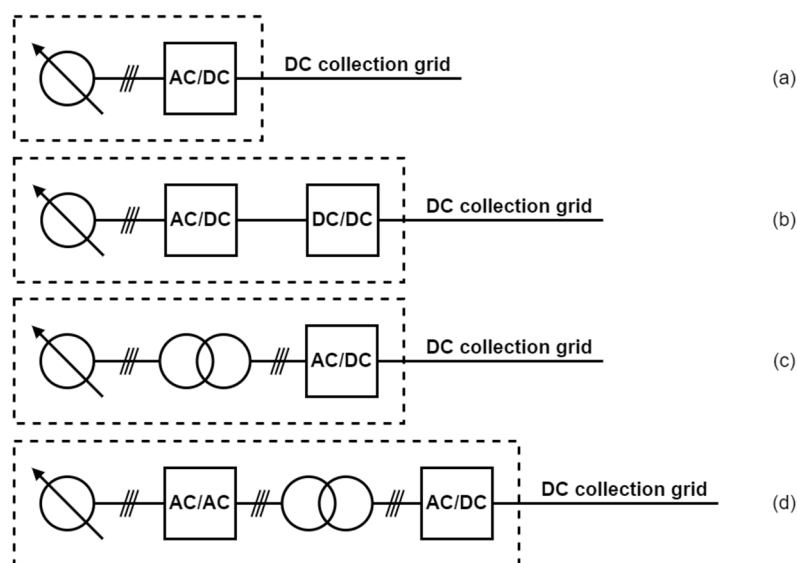 DC collection grid
AC/DC
(a)
DC collection grid
AC/DC DC/DC
(b)
DC collection grid
AC/DC
(c)
DC collection grid
AC/AC AC/DC
(d)